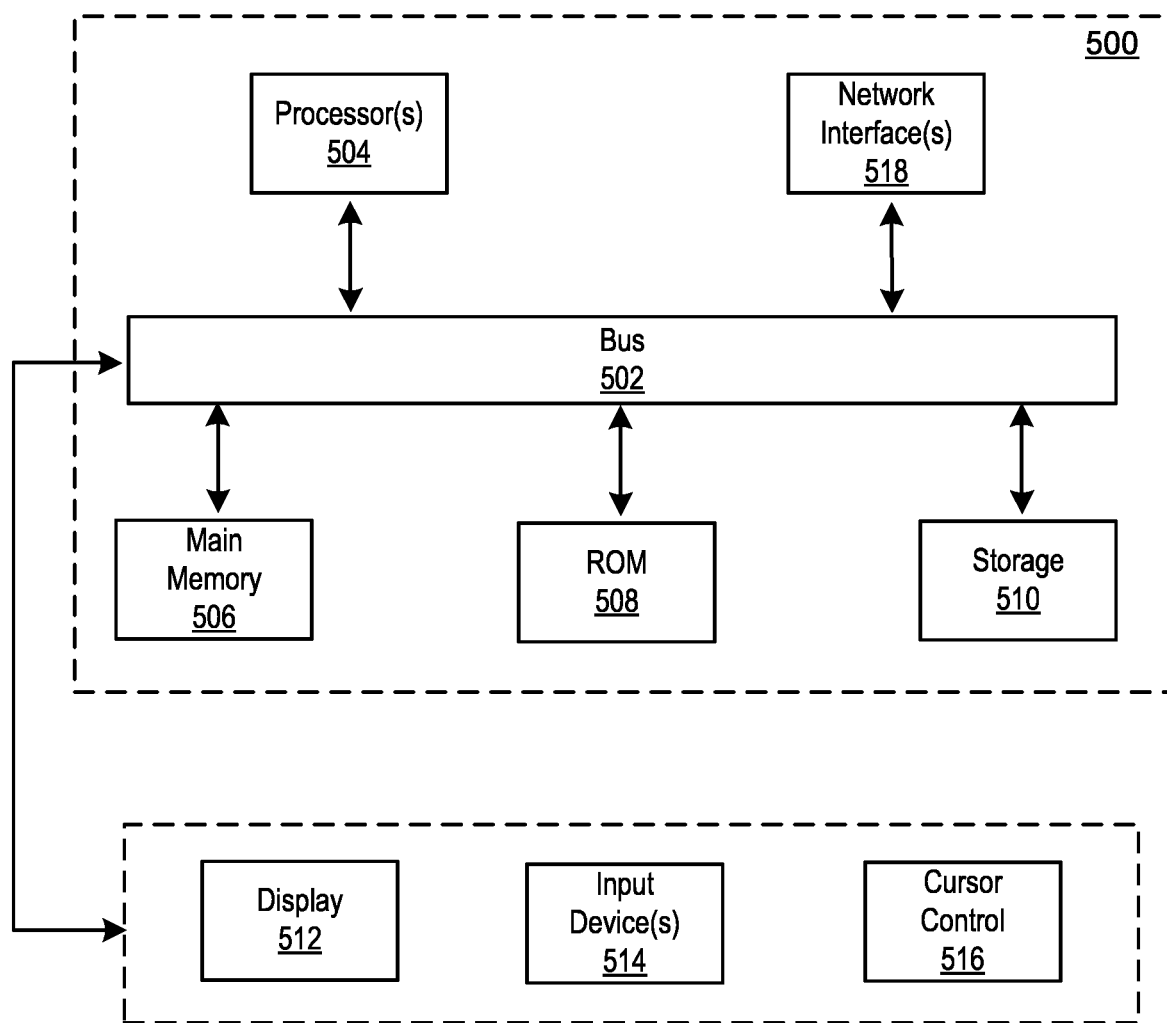 500
Processor(s)
504
Network
Interface(s)
518
Bus
502
Main
Memory
506
ROM
508
Storage
510
Display
512
Input
Device(s)
514
Cursor
Control
516